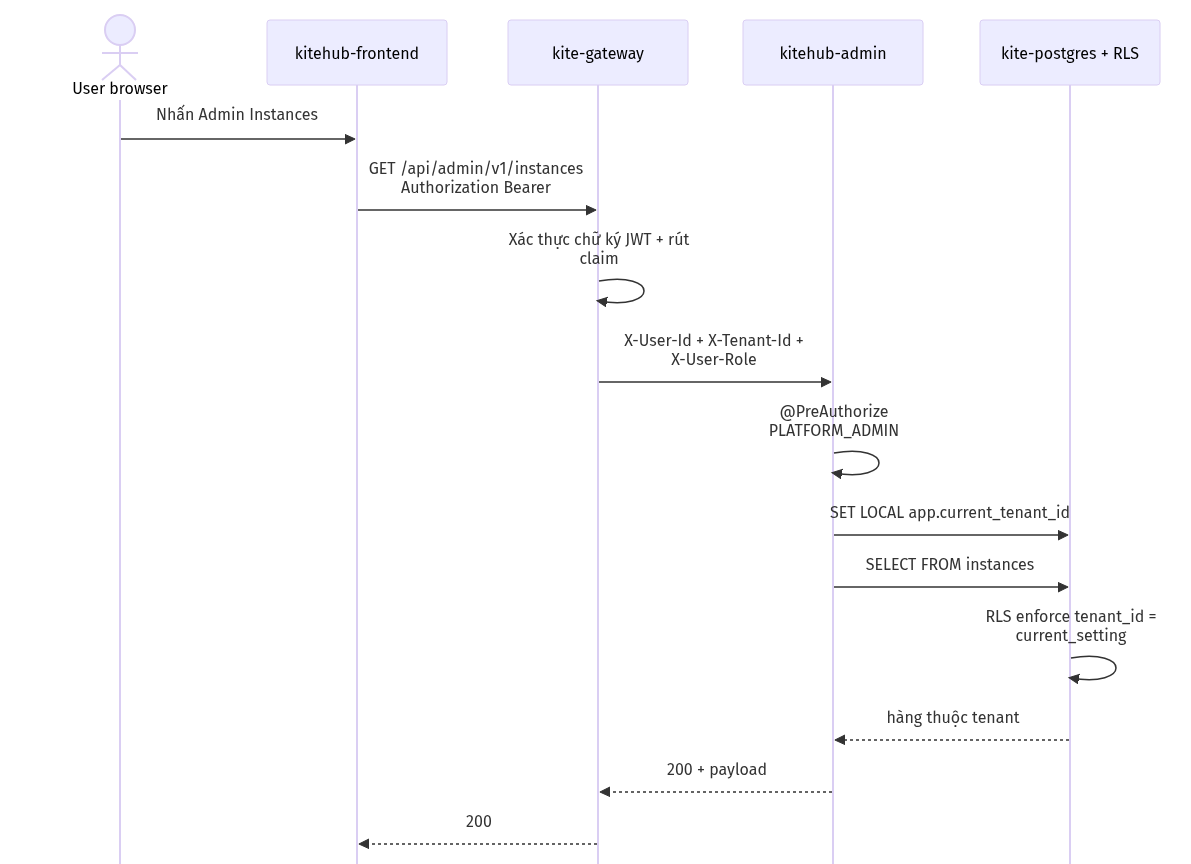 User browser
kitehub-frontend
kite-gateway
kitehub-admin
kite-postgres + RLS
Nhấn Admin Instances
GET /api/admin/v1/instances
Authorization Bearer
Xác thực chữ ký JWT + rút
claim
X-User-Id + X-Tenant-Id +
X-User-Role
@PreAuthorize
PLATFORM_ADMIN
SET LOCAL app.current_tenant_id
SELECT FROM instances
RLS enforce tenant_id =
current_setting
hàng thuộc tenant
200 + payload
200